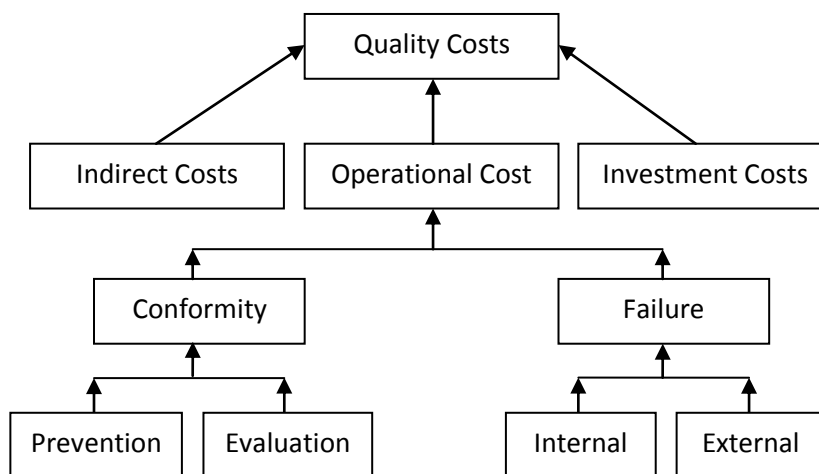 Quality Costs
Indirect Costs
Operational Cost
Investment Costs
Conformity
Failure
Prevention
Evaluation
Internal
External